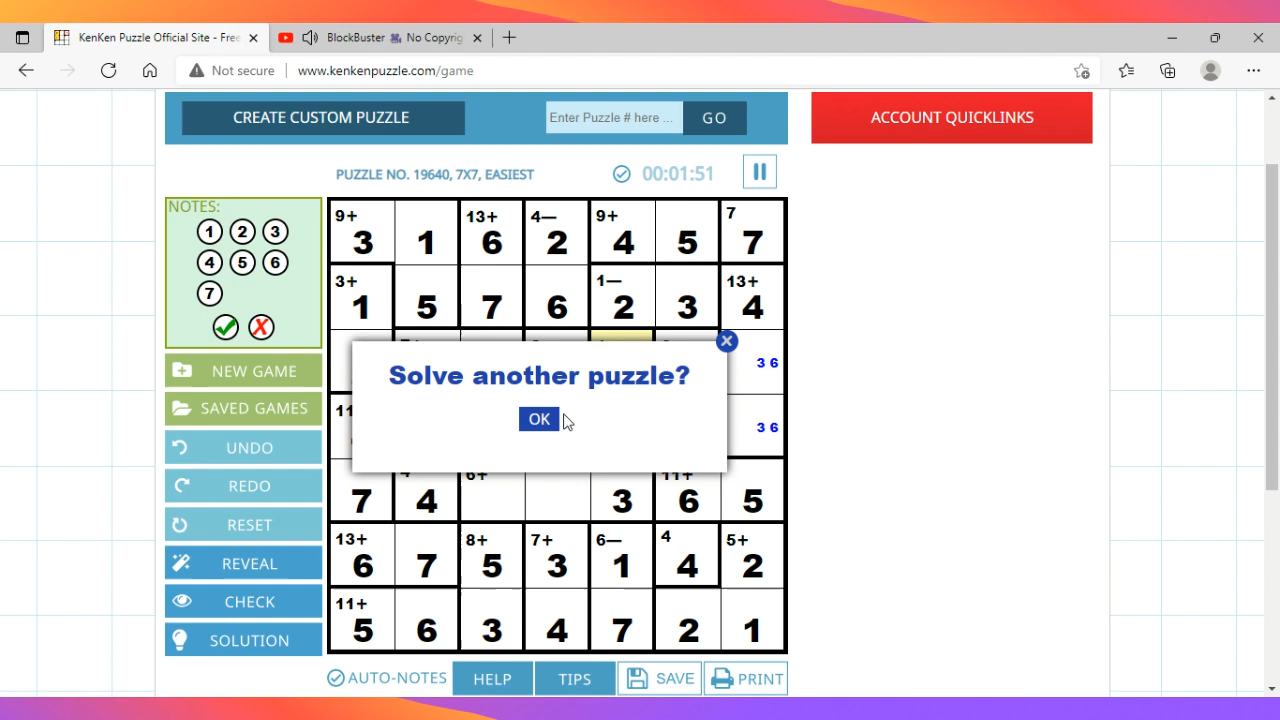 KenKen Puzzle Official Site - Free
BlockBuster 🎥 No Copyrig
Not secure
www.kenkenpuzzle.com/game
CREATE CUSTOM PUZZLE
Enter Puzzle # here ...
GO
ACCOUNT QUICKLINKS
PUZZLE NO. 19640, 7X7, EASIEST
00:01:51
NOTES:
1 2 3
4 5 6
7
NEW GAME
SAVED GAMES
UNDO
REDO
RESET
REVEAL
CHECK
SOLUTION
9+ 13+ 4— 9+ 7
3 1 6 2 4 5 7
3+ 1— 13+
1 5 7 6 2 3 4
3 6
Solve another puzzle?
OK
11
3 6
6+ 11+
7 4 3 6 5
13+ 8+ 7+ 6— 4 5+
6 7 5 3 1 4 2
11+
5 6 3 4 7 2 1
AUTO-NOTES
HELP
TIPS
SAVE
PRINT